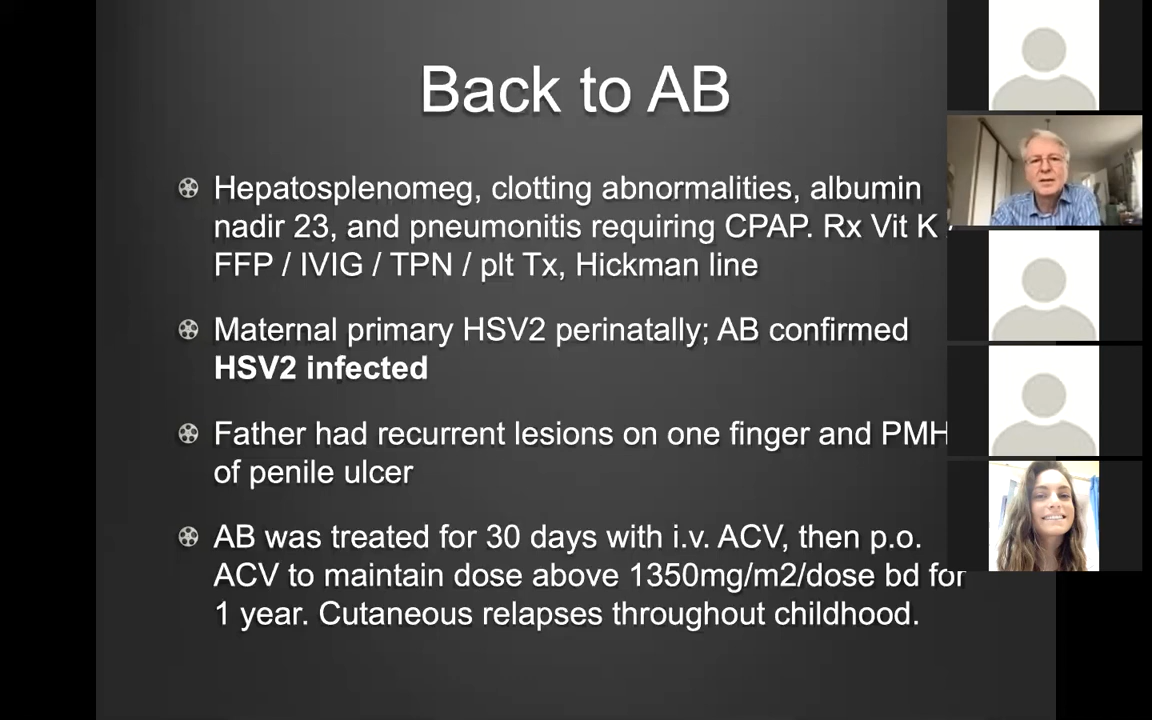 Back to AB
Hepatosplenomeg, clotting abnormalities, albumin
nadir 23, and pneumonitis requiring CPAP. Rx Vit K
FFP / IVIG / TPN / plt Tx, Hickman line
Maternal primary HSV2 perinatally; AB confirmed
HSV2 infected
Father had recurrent lesions on one finger and PMH
of penile ulcer
AB was treated for 30 days with i.v. ACV, then p.o.
ACV to maintain dose above 1350mg/m2/dose bd for
1 year. Cutaneous relapses throughout childhood.